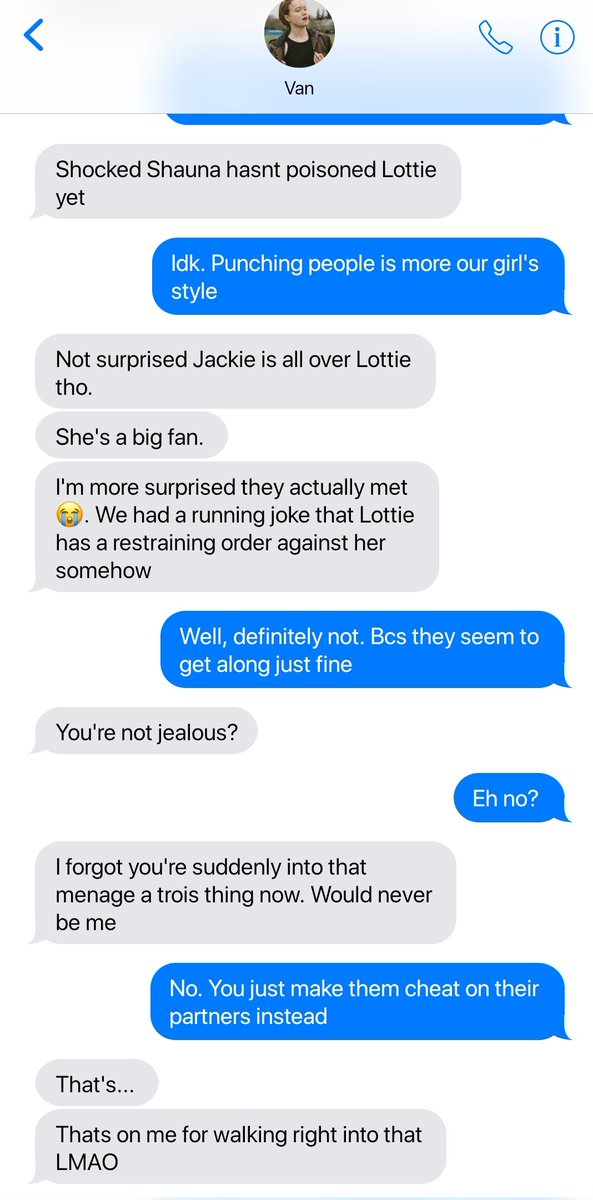 Van
Shocked Shauna hasnt poisoned Lottie
yet
Idk. Punching people is more our girl's
style
Not surprised Jackie is all over Lottie
tho.
She's a big fan.
I'm more surprised they actually met
😭. We had a running joke that Lottie
has a restraining order against her
somehow
Well, definitely not. Bcs they seem to
get along just fine
You're not jealous?
Eh no?
I forgot you're suddenly into that
menage a trois thing now. Would never
be me
No. You just make them cheat on their
partners instead
That's...
Thats on me for walking right into that
LMAO